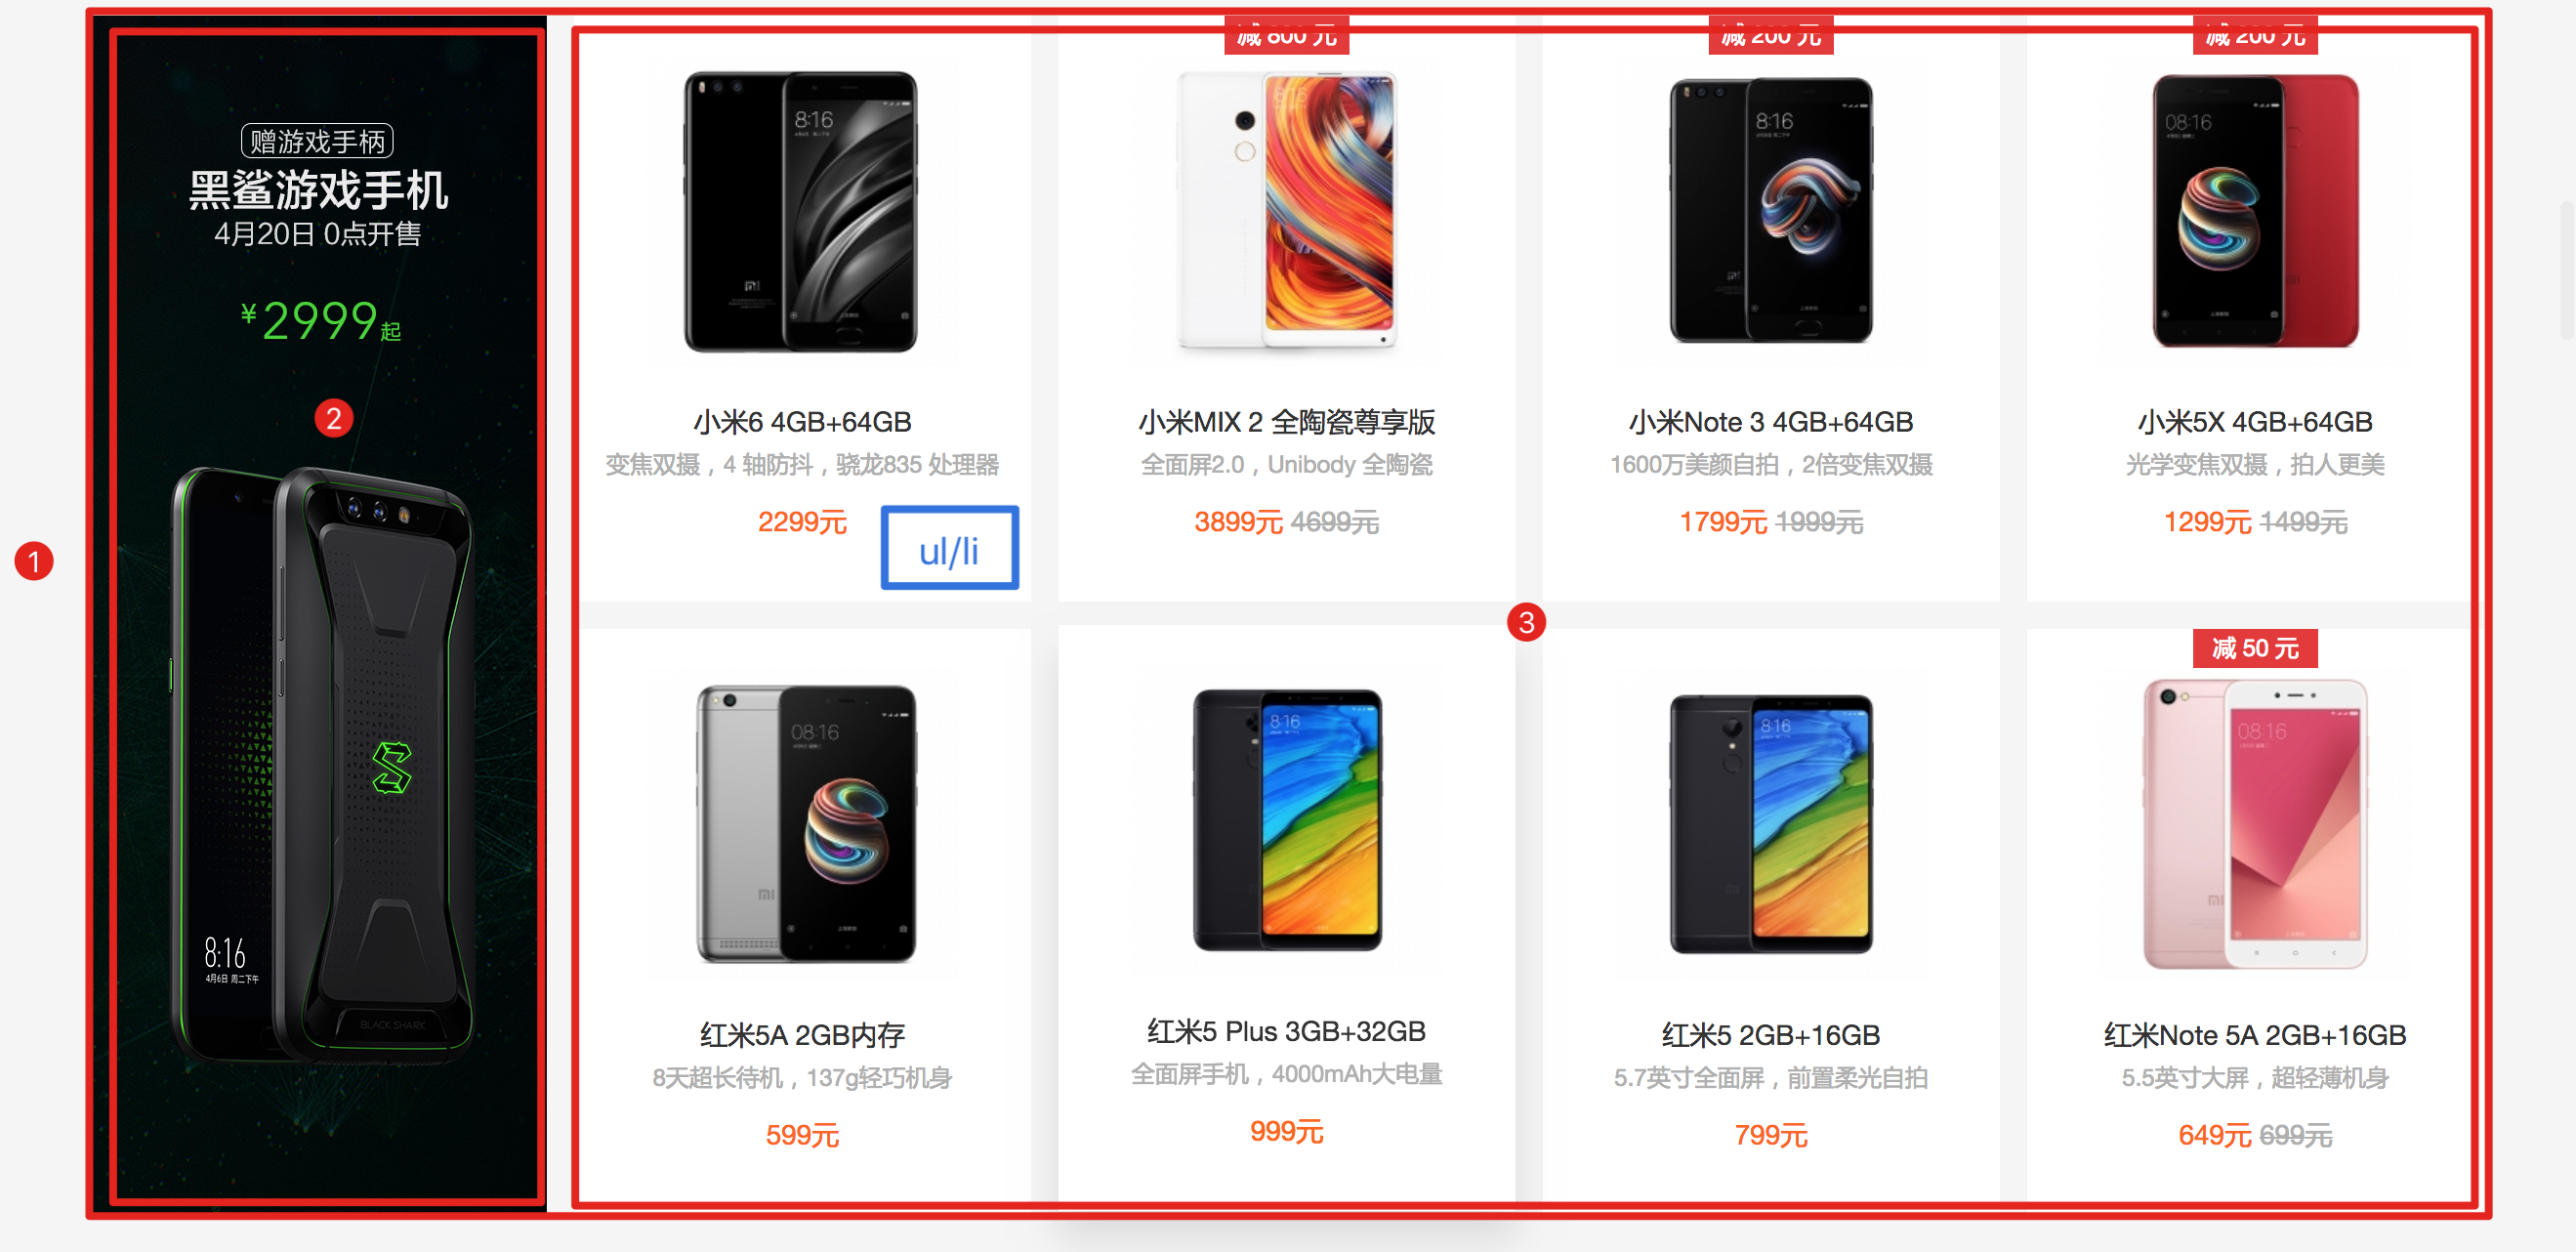 1
赠游戏手柄
黑鲨游戏手机
4月20日 0点开售
¥2999起
2
8:16
4月6日 周二下午
BLACK SHARK
8:16
小米6 4GB+64GB
变焦双摄，4 轴防抖，骁龙835 处理器
2299元
ul/li
减 800 元
8:16
小米MIX 2 全陶瓷尊享版
全面屏2.0，Unibody 全陶瓷
3899元 4699元
减 200 元
8:16
小米Note 3 4GB+64GB
1600万美颜自拍，2倍变焦双摄
1799元 1999元
减 200 元
08:16
小米5X 4GB+64GB
光学变焦双摄，拍人更美
1299元 1499元
3
08:16
红米5A 2GB内存
8天超长待机，137g轻巧机身
599元
8:16
红米5 Plus 3GB+32GB
全面屏手机，4000mAh大电量
999元
8:16
红米5 2GB+16GB
5.7英寸全面屏，前置柔光自拍
799元
减 50 元
08:16
红米Note 5A 2GB+16GB
5.5英寸大屏，超轻薄机身
649元 699元